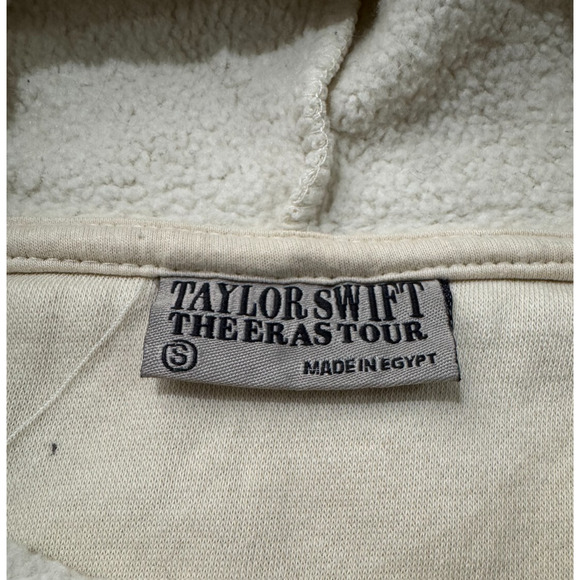 TAYLOR SWIFT
THE ERAS TOUR
S MADE IN EGYPT